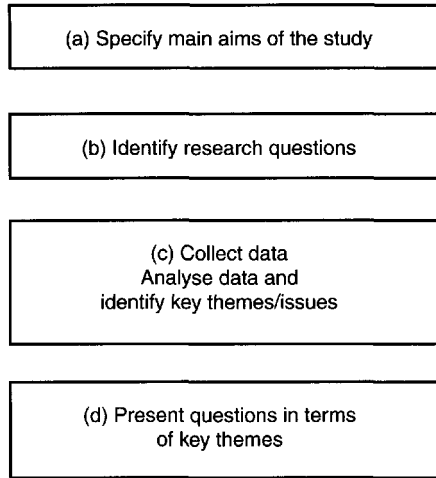 (a) Specify main aims of the study
(b) Identify research questions
(c) Collect data
Analyse data and
identify key themes/issues
(d) Present questions in terms
of key themes